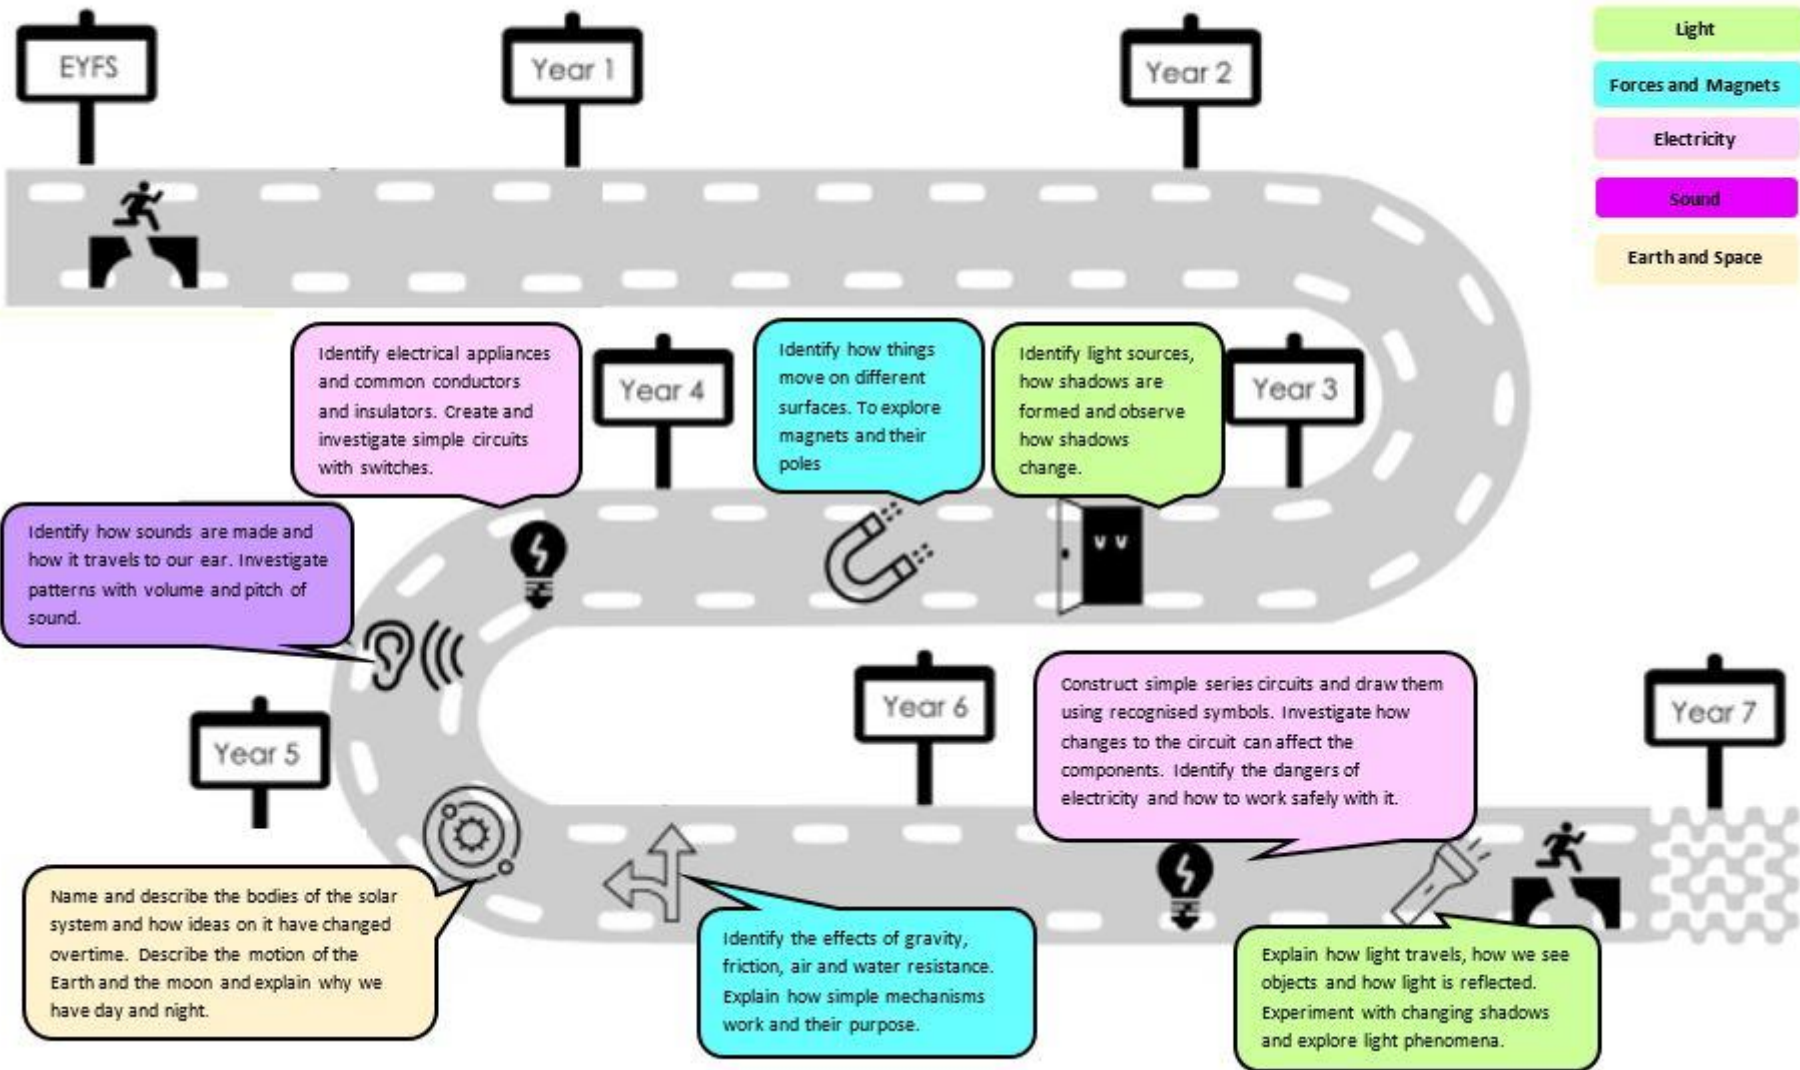 EYFS
Year 1
Year 2
Light
Forces and Magnets
Electricity
Sound
Earth and Space
Year 3
Identify light sources,
how shadows are
formed and observe
how shadows
change.
Identify how things
move on different
surfaces. To explore
magnets and their
poles
Year 4
Identify electrical appliances
and common conductors
and insulators. Create and
investigate simple circuits
with switches.
Identify how sounds are made and
how it travels to our ear. Investigate
patterns with volume and pitch of
sound.
Year 5
Name and describe the bodies of the solar
system and how ideas on it have changed
overtime. Describe the motion of the
Earth and the moon and explain why we
have day and night.
Identify the effects of gravity,
friction, air and water resistance.
Explain how simple mechanisms
work and their purpose.
Year 6
Construct simple series circuits and draw them
using recognised symbols. Investigate how
changes to the circuit can affect the
components. Identify the dangers of
electricity and how to work safely with it.
Explain how light travels, how we see
objects and how light is reflected.
Experiment with changing shadows
and explore light phenomena.
Year 7